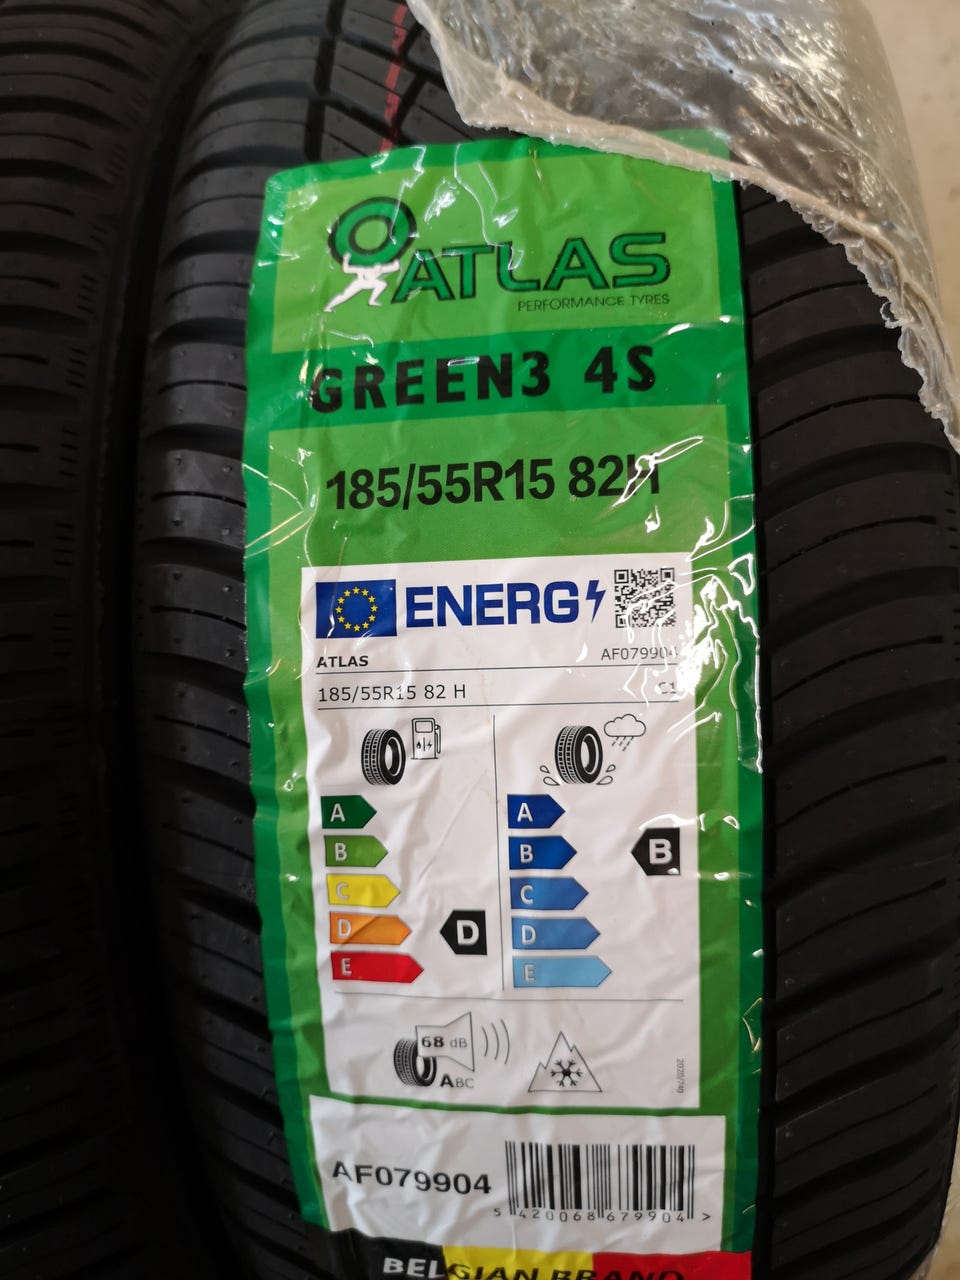 ATLAS
PERFORMANCE TYRES
GREEN3 4S
185/55R15 82H
ENERG
ATLAS AF079904
185/55R15 82 H C1
A A
B B B
C C
D D D
E E
68 dB
ABC
2020/740
AF079904
5 420068 679904 >
BELGIAN BRAND